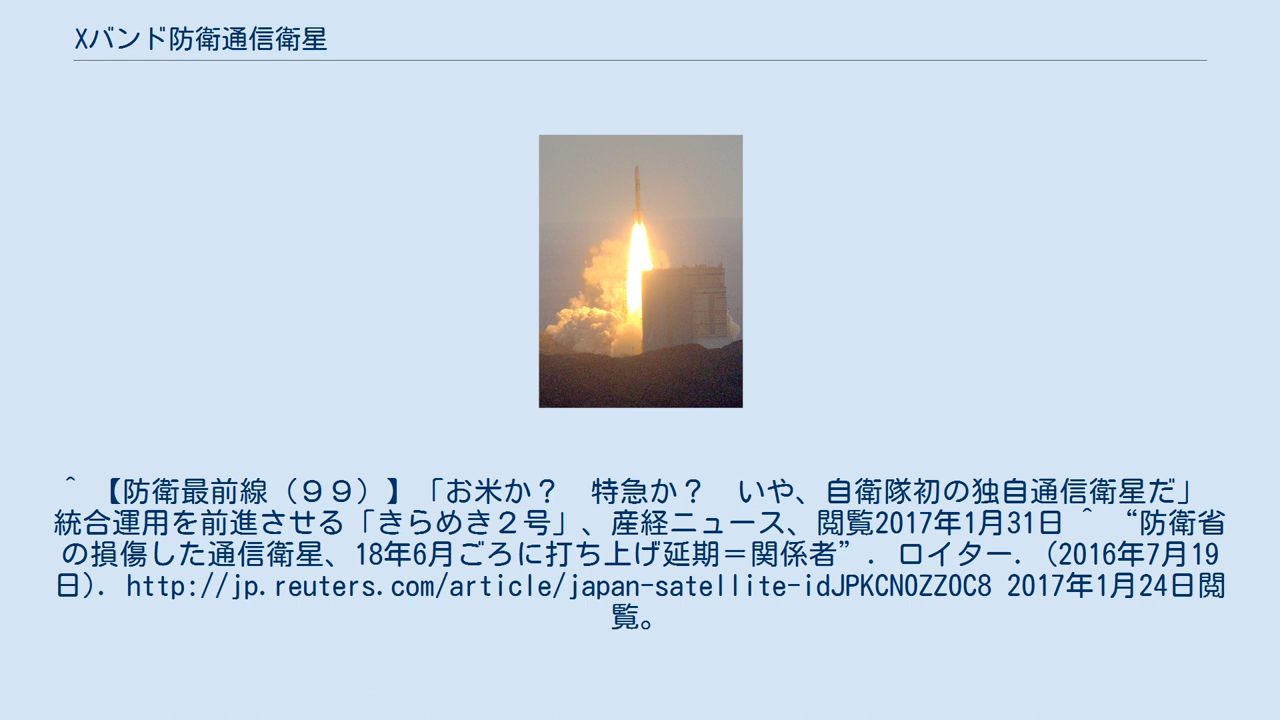 Xバンド防衛通信衛星
^ 【防衛最前線（９９）】「お米か？　特急か？　いや、自衛隊初の独自通信衛星だ」
統合運用を前進させる「きらめき２号」、産経ニュース、閲覧2017年1月31日 ^ “防衛省
の損傷した通信衛星、18年6月ごろに打ち上げ延期＝関係者”. ロイター. (2016年7月19
日). http://jp.reuters.com/article/japan-satellite-idJPKCN0ZZ0C8 2017年1月24日閲
覧。